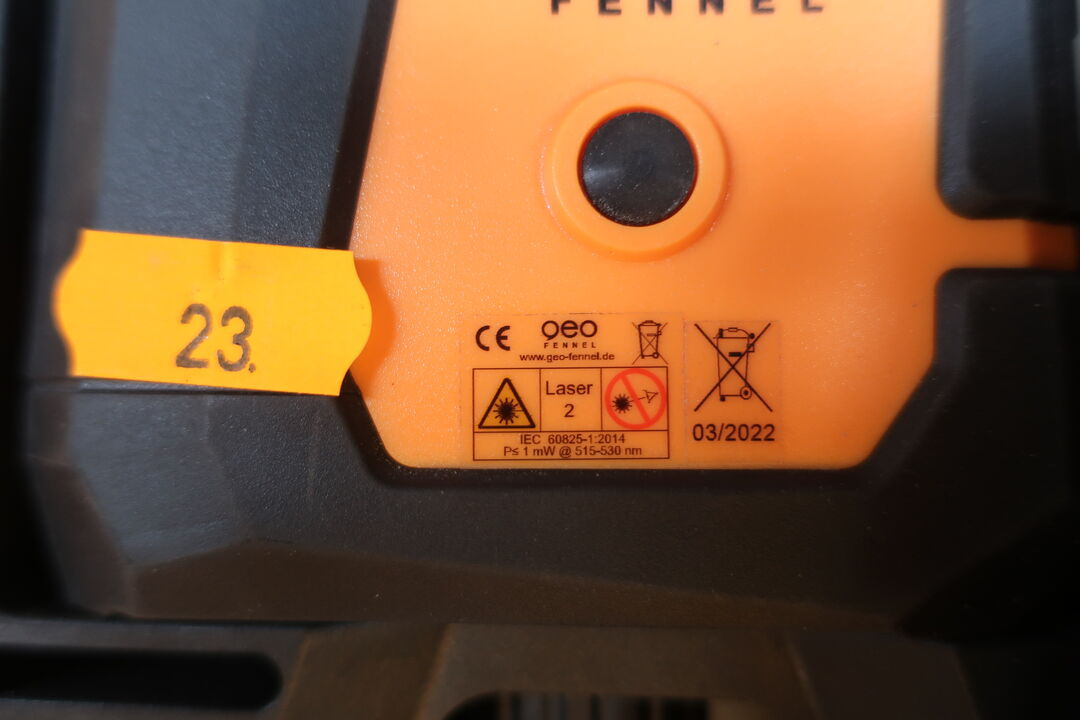 FENNEL
23.
CE geo
FENNEL
www.geo-fennel.de
Laser
2
IEC 60825-1:2014
P≤ 1 mW @ 515-530 nm
03/2022